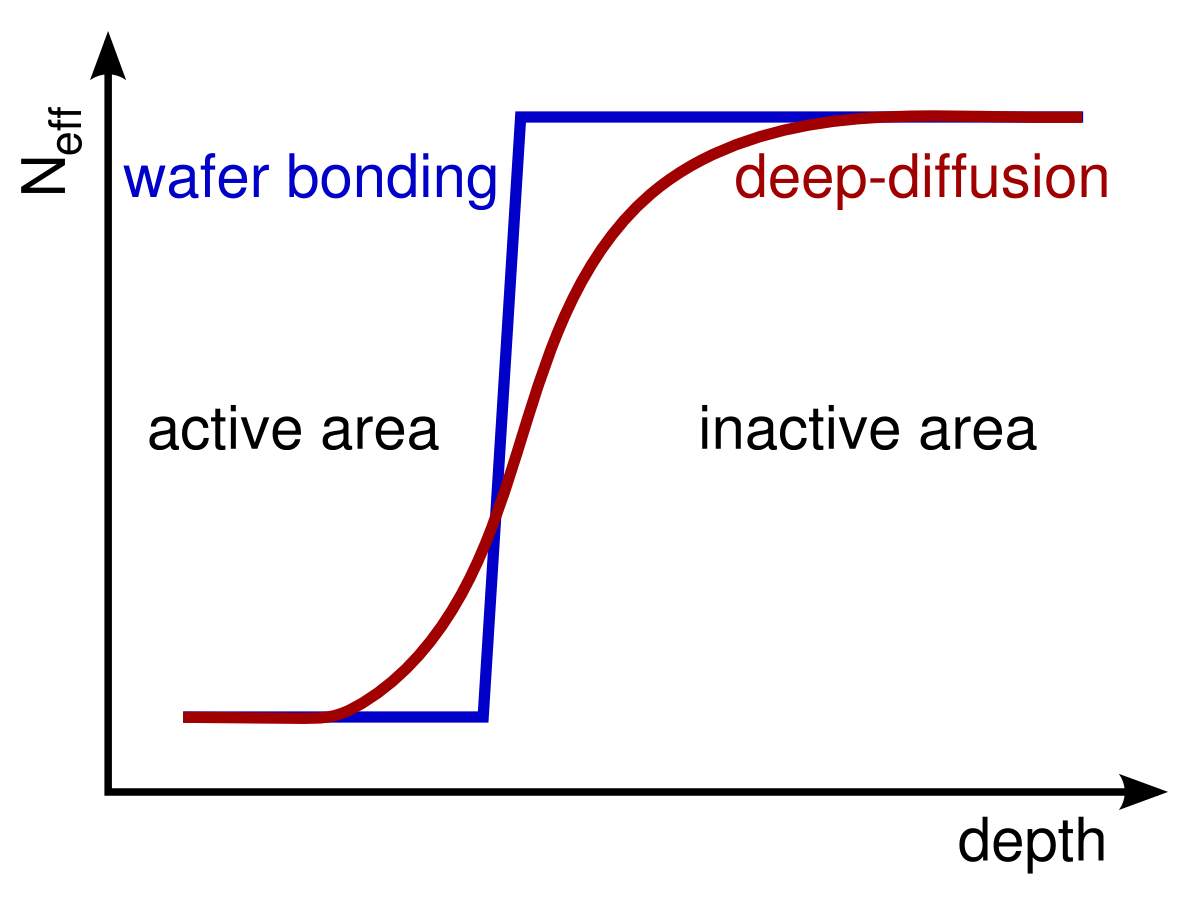 N_eff
wafer bonding
deep-diffusion
active area
inactive area
depth